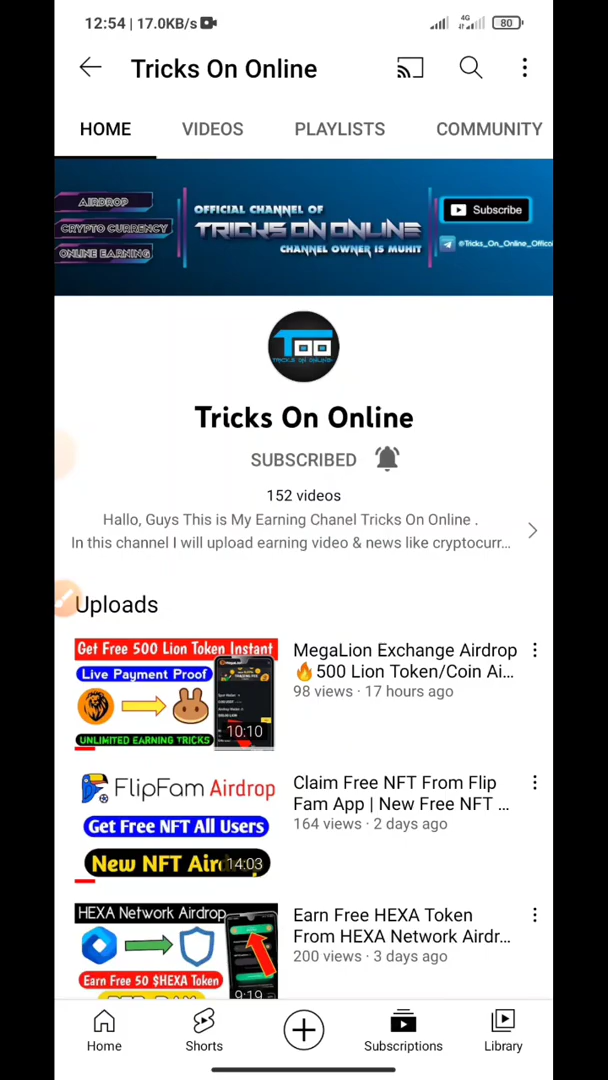 12:54 | 17.0KB/s
4G
80
Tricks On Online
HOME VIDEOS PLAYLISTS COMMUNITY
AIRDROP
CRYPTO CURRENCY
ONLINE EARNING
OFFICIAL CHANNEL OF
TRICKS ON ONLINE
CHANNEL OWNER IS MUHIT
Subscribe
@Tricks_On_Online_Offici
TOO
TRICKS ON ONLINE
Tricks On Online
SUBSCRIBED
152 videos
Hallo, Guys This is My Earning Chanel Tricks On Online .
In this channel I will upload earning video & news like cryptocurr...
Uploads
Get Free 500 Lion Token Instant
Live Payment Proof
UNLIMITED EARNING TRICKS
10:10
MegaLion Exchange Airdrop
🔥500 Lion Token/Coin Ai...
98 views · 17 hours ago
FlipFam Airdrop
Get Free NFT All Users
New NFT Air
14:03
Claim Free NFT From Flip
Fam App | New Free NFT ...
164 views · 2 days ago
HEXA Network Airdrop
Earn Free 50 $HEXA Token
9:19
Earn Free HEXA Token
From HEXA Network Airdr...
200 views · 3 days ago
Home Shorts Subscriptions Library